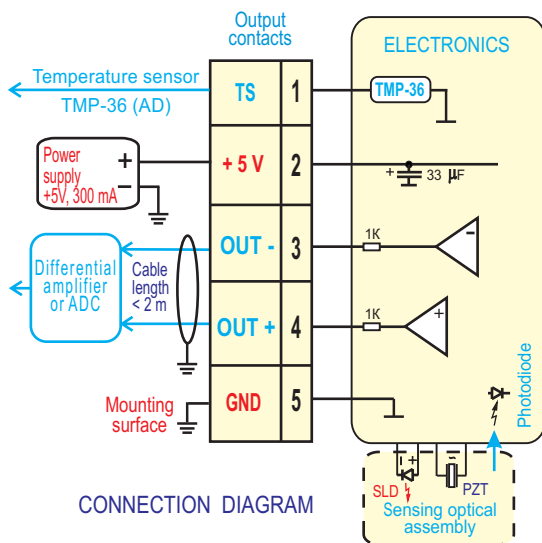 Output
contacts
ELECTRONICS
Temperature sensor
TMP-36 (AD)
TS 1
TMP-36
Power
supply
+5V, 300 mA
+
−
+ 5 V 2
+ 33 µF
Differential
amplifier
or ADC
Cable
length
< 2 m
OUT - 3
1K
-
OUT + 4
1K
+
Mounting
surface
GND 5
Photodiode
− +
~
SLD
PZT
Sensing optical
assembly
CONNECTION DIAGRAM